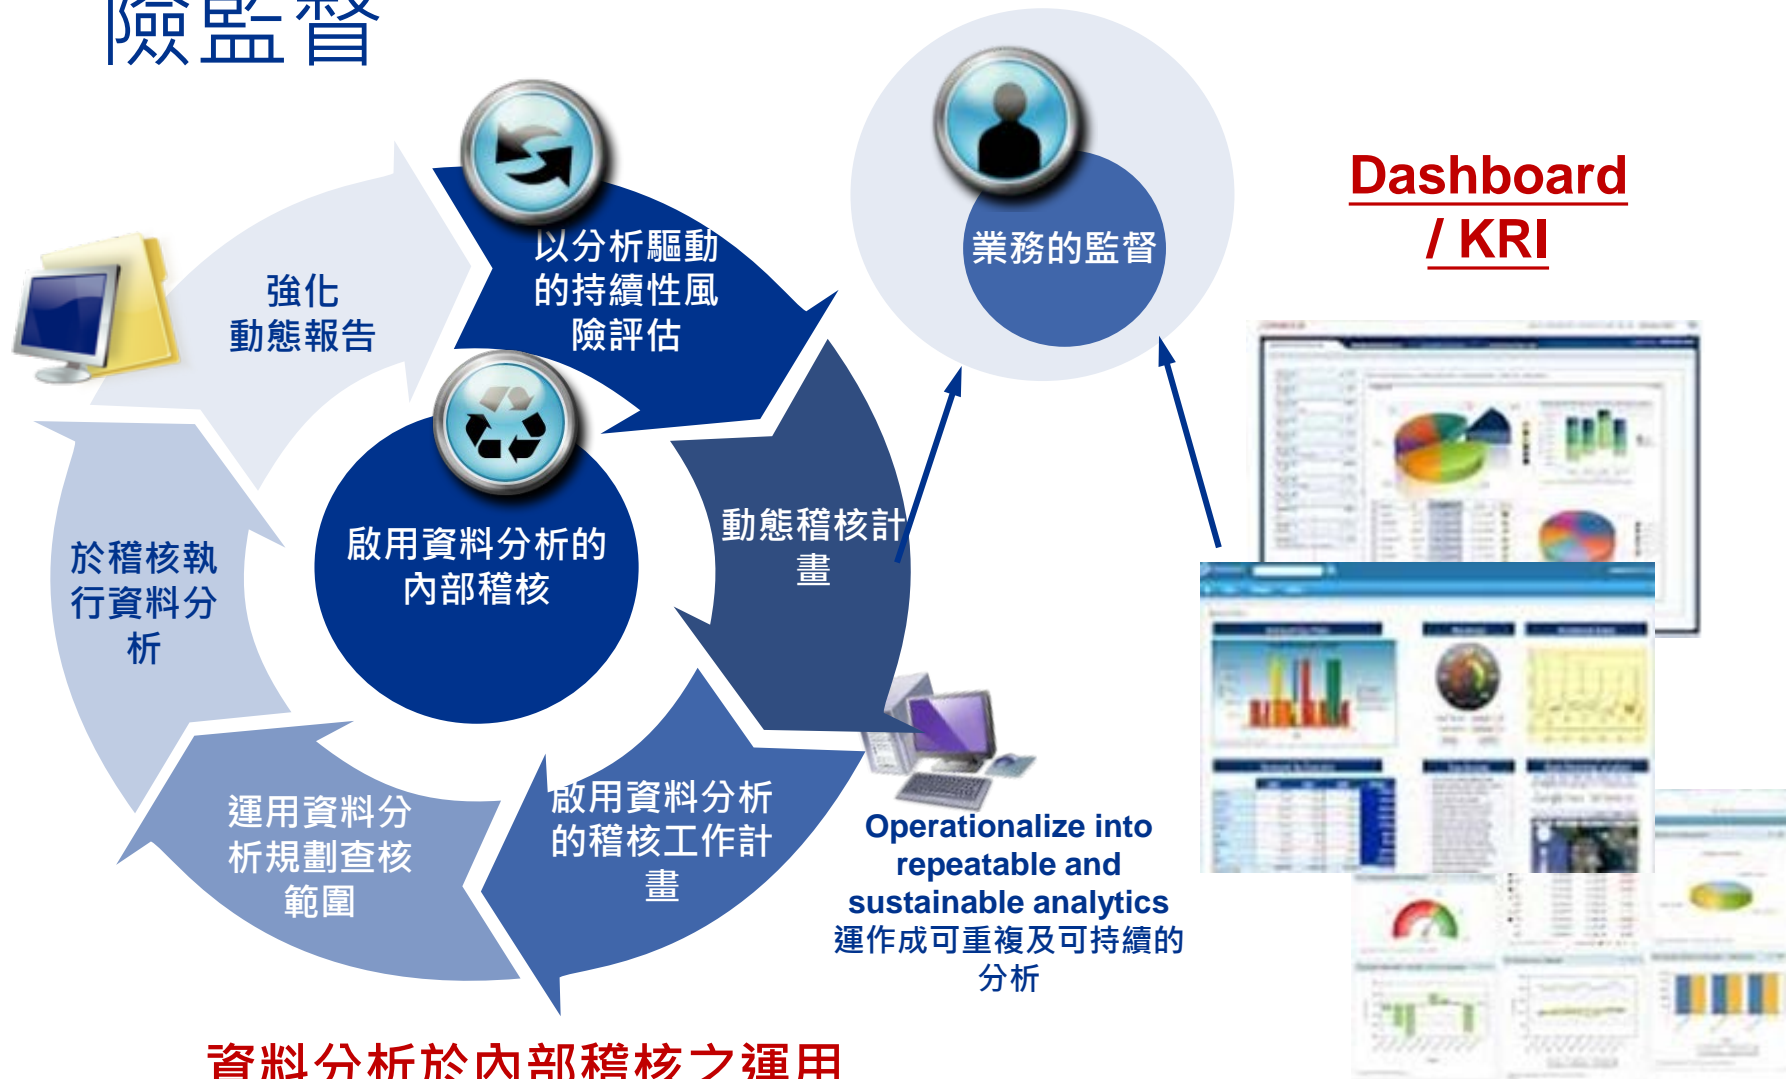 險監督
以分析驅動
的持續性風
險評估
強化
動態報告
業務的監督
Dashboard
/ KRI
動態稽核計
畫
啟用資料分析的
內部稽核
於稽核執
行資料分
析
運用資料分
析規劃查核
範圍
啟用資料分析
的稽核工作計
畫
Operationalize into
repeatable and
sustainable analytics
運作成可重複及可持續的
分析
資料分析於內部稽核之運用